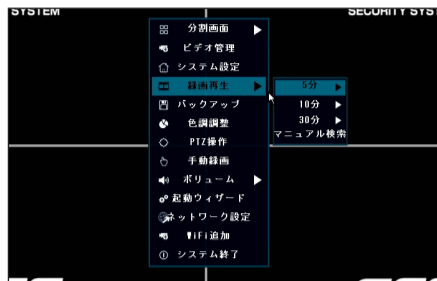 SYSTEM
SECURITY SYS
分割画面
ビデオ管理
システム設定
録画再生
5分
バックアップ
10分
色調調整
30分
マニュアル検索
PTZ操作
手動録画
ボリューム
起動ウィザード
ネットワーク設定
WiFi追加
システム終了